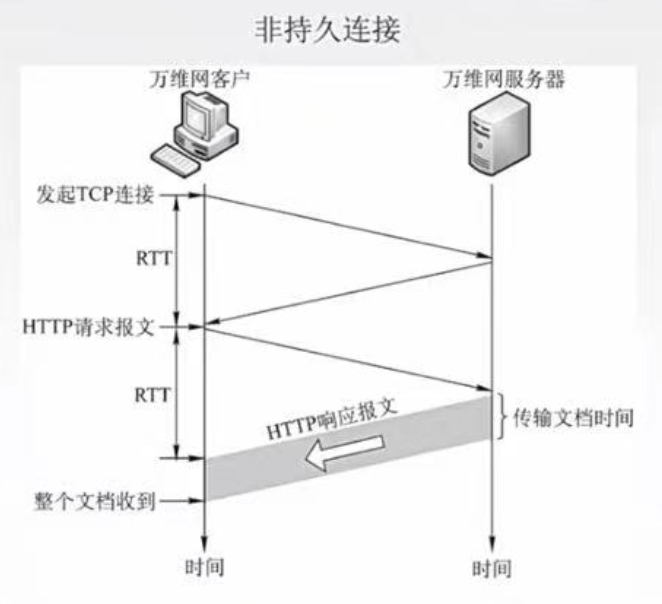 非持久连接
万维网客户
万维网服务器
发起TCP连接
RTT
HTTP请求报文
RTT
HTTP响应报文
传输文档时间
整个文档收到
时间
时间